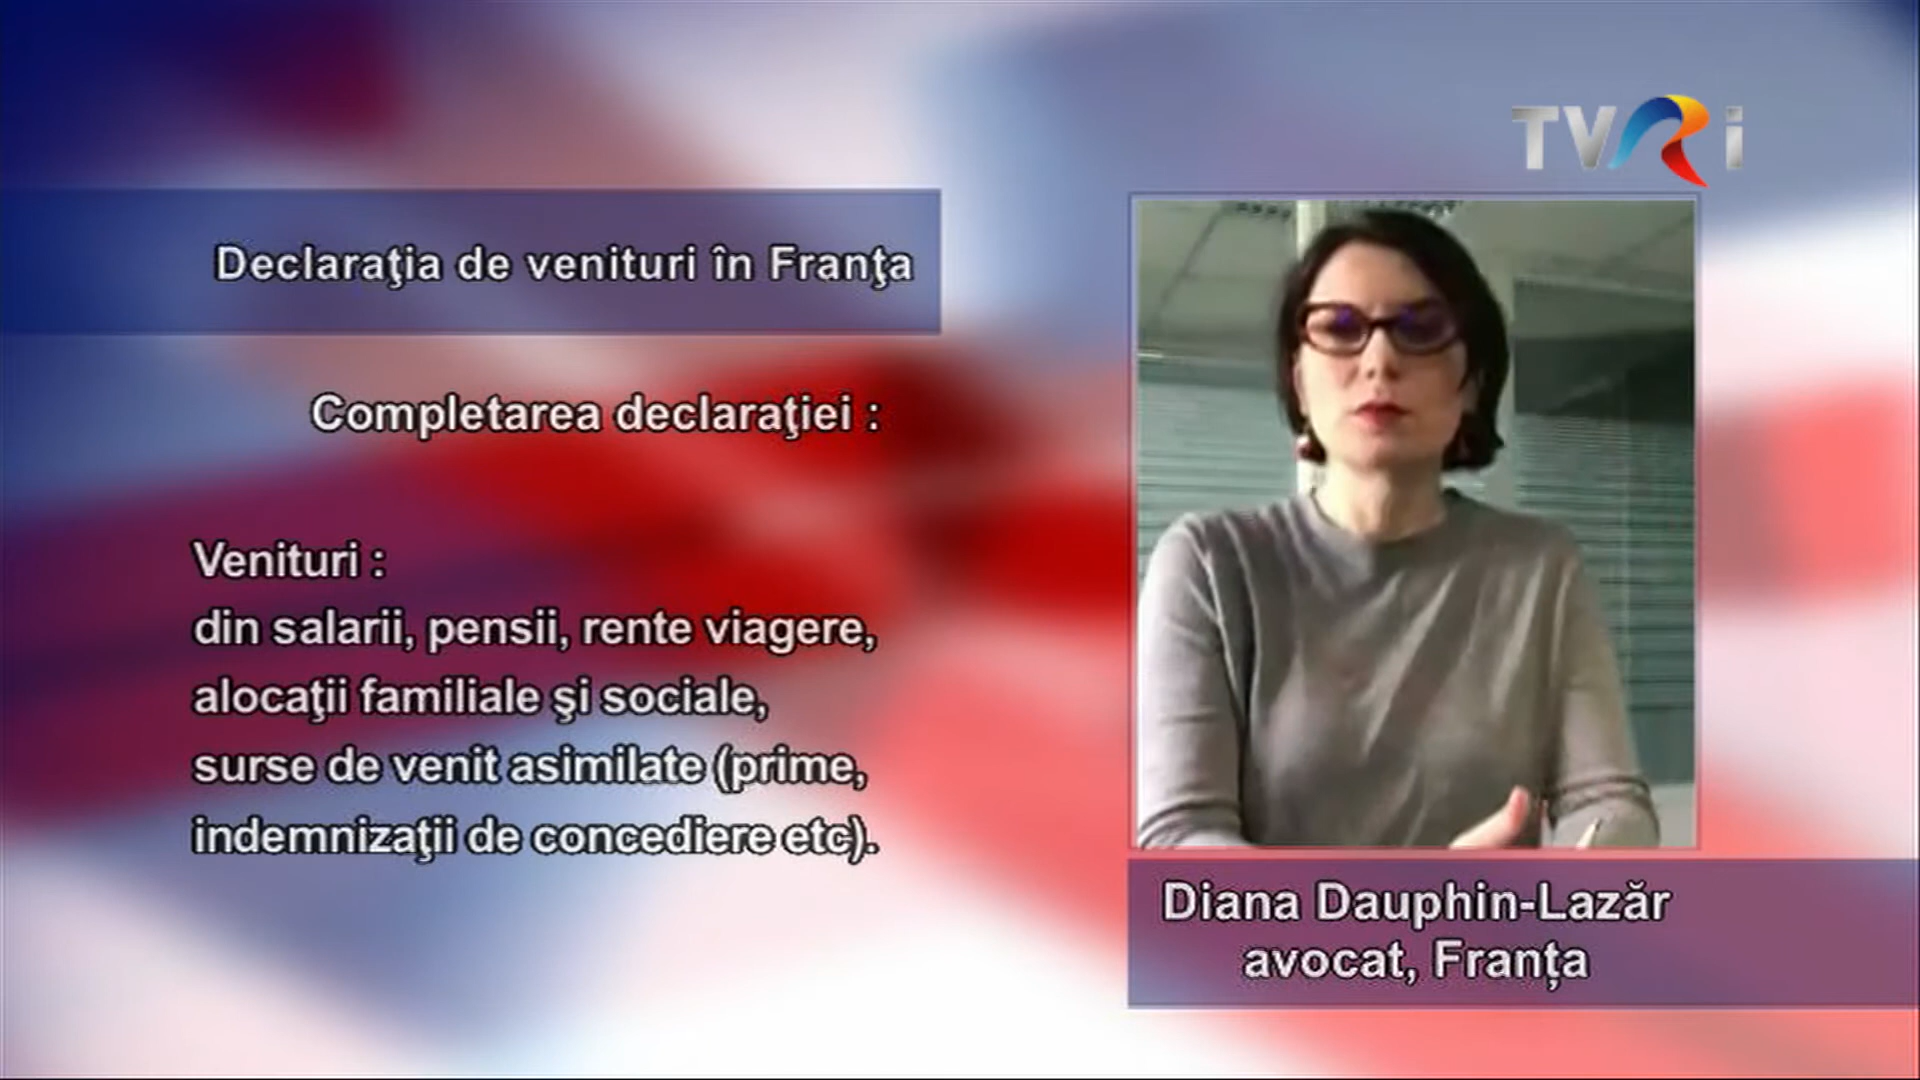 TVRi
Declaraţia de venituri în Franţa
Completarea declaraţiei :
Venituri :
din salarii, pensii, rente viagere,
alocaţii familiale şi sociale,
surse de venit asimilate (prime,
indemnizaţii de concediere etc).
Diana Dauphin-Lazăr
avocat, Franța